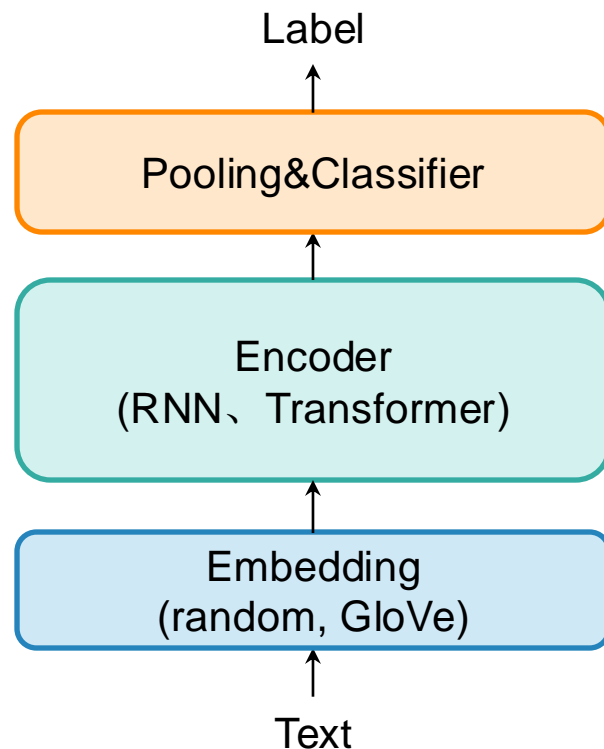 Label
Pooling&Classifier
Encoder
(RNN、Transformer)
Embedding
(random, GloVe)
Text